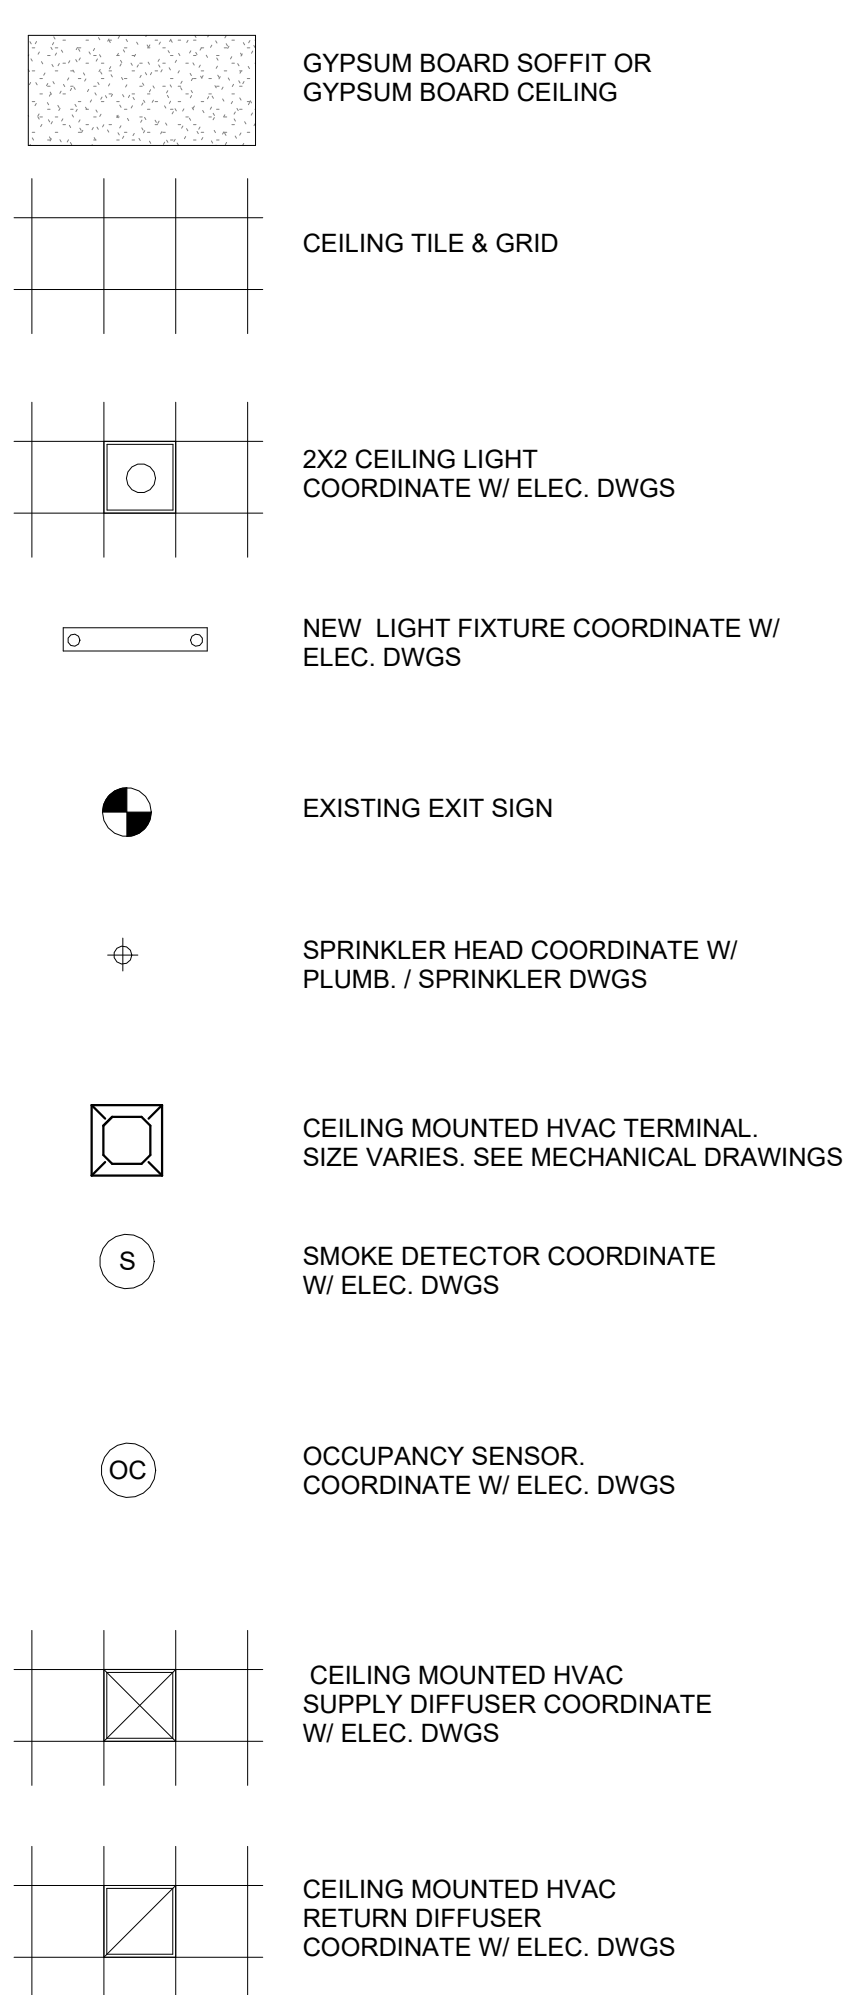 GYPSUM BOARD SOFFIT OR
GYPSUM BOARD CEILING
CEILING TILE & GRID
2X2 CEILING LIGHT
COORDINATE W/ ELEC. DWGS
NEW LIGHT FIXTURE COORDINATE W/
ELEC. DWGS
EXISTING EXIT SIGN
SPRINKLER HEAD COORDINATE W/
PLUMB. / SPRINKLER DWGS
CEILING MOUNTED HVAC TERMINAL.
SIZE VARIES. SEE MECHANICAL DRAWINGS
S
SMOKE DETECTOR COORDINATE
W/ ELEC. DWGS
OC
OCCUPANCY SENSOR.
COORDINATE W/ ELEC. DWGS
CEILING MOUNTED HVAC
SUPPLY DIFFUSER COORDINATE
W/ ELEC. DWGS
CEILING MOUNTED HVAC
RETURN DIFFUSER
COORDINATE W/ ELEC. DWGS